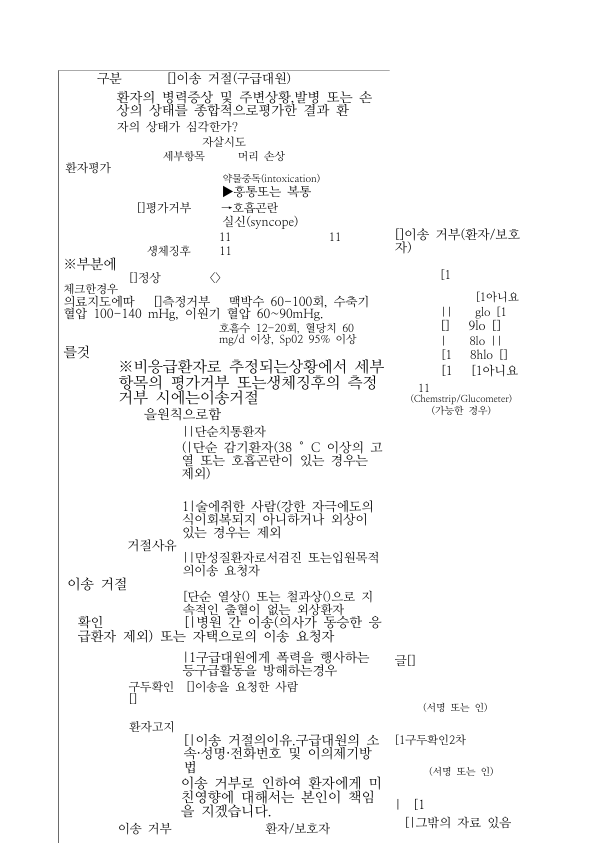 구분 []이송 거절(구급대원)
환자의 병력증상 및 주변상황,발병 또는 손
상의 상태를 종합적으로평가한 결과 환
자의 상태가 심각한가?
자살시도
세부항목 머리 손상
환자평가
약물중독(intoxication)
▶흉통또는 복통
[]평가거부 →호흡곤란
실신(syncope)
11 11
[]이송 거부(환자/보호
자)
생체징후 11
※부분에
[]정상 <> [1
체크한경우
[1아니요
의료지도에따 []측정거부 맥박수 60-100회, 수축기
혈압 100-140 mHg, 이원기 혈압 60~90mHg.
|| glo [1
호흡수 12-20회, 혈당치 60
mg/d 이상, Sp02 95% 이상
[] 9lo []
| 8lo ||
를것
[1 8hlo []
※비응급환자로 추정되는상황에서 세부
항목의 평가거부 또는생체징후의 측정
거부 시에는이송거절
[1 [1아니요
11
(Chemstrip/Glucometer)
(가능한 경우)
을원칙으로함
||단순치통환자
(|단순 감기환자(38 ° C 이상의 고
열 또는 호흡곤란이 있는 경우는
제외)
1|술에취한 사람(강한 자극에도의
식이회복되지 아니하거나 외상이
있는 경우는 제외
거절사유
||만성질환자로서검진 또는입원목적
의이송 요청자
이송 거절
[단순 열상() 또는 철과상()으로 지
속적인 출혈이 없는 외상환자
확인 [|병원 간 이송(의사가 동승한 응
급환자 제외) 또는 자택으로의 이송 요청자
|1구급대원에게 폭력을 행사하는
등구급활동을 방해하는경우
글[]
구두확인 []이송을 요청한 사람
[]
(서명 또는 인)
환자고지
[|이송 거절의이유.구급대원의 소
속·성명·전화번호 및 이의제기방
법
[1구두확인2차
(서명 또는 인)
이송 거부로 인하여 환자에게 미
친영향에 대해서는 본인이 책임
을 지겠습니다.
| [1
이송 거부 환자/보호자 [|그밖의 자료 있음